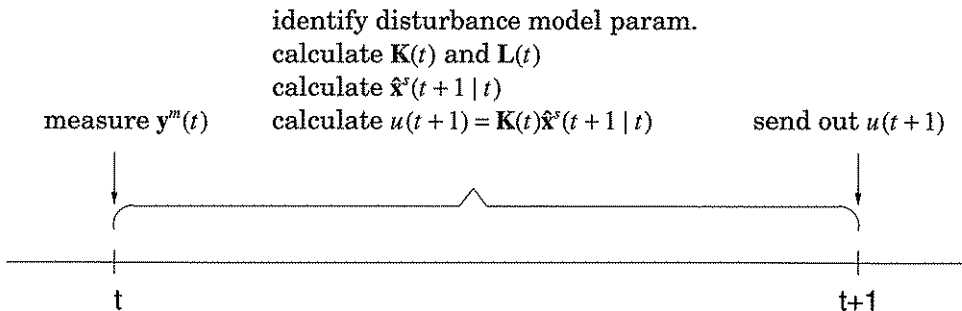 identify disturbance model param.
calculate K(t) and L(t)
calculate x̂ˢ(t+1 | t)
measure yᵐ(t)
calculate u(t+1) = K(t)x̂ˢ(t+1 | t)
send out u(t+1)
t
t+1